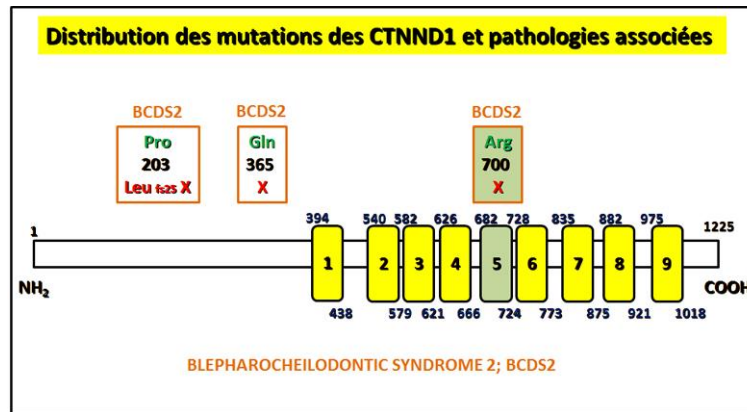 Distribution des mutations des CTNND1 et pathologies associées
BCDS2 BCDS2 BCDS2
Pro Gln Arg
203 365 700
Leu fs25 X X X
394 540 582 626 682 728 835 882 975
1 1225
1 2 3 4 5 6 7 8 9
NH₂ COOH
438 579 621 666 724 773 875 921 1018
BLEPHAROCHEILODONTIC SYNDROME 2; BCDS2